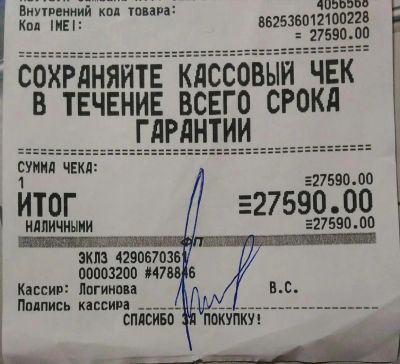 4056568
Внутренний код товара:
862536012100228
Код IMEI:
= 27590.00
СОХРАНЯЙТЕ КАССОВЫЙ ЧЕК
В ТЕЧЕНИЕ ВСЕГО СРОКА
ГАРАНТИИ
СУММА ЧЕКА:
1 ≡27590.00
ИТОГ ≡27590.00
НАЛИЧНЫМИ ≡27590.00
ФП
ЭКЛЗ 4290670361
00003200 #478846
Кассир: Логинова В.С.
Подпись кассира
СПАСИБО ЗА ПОКУПКУ!